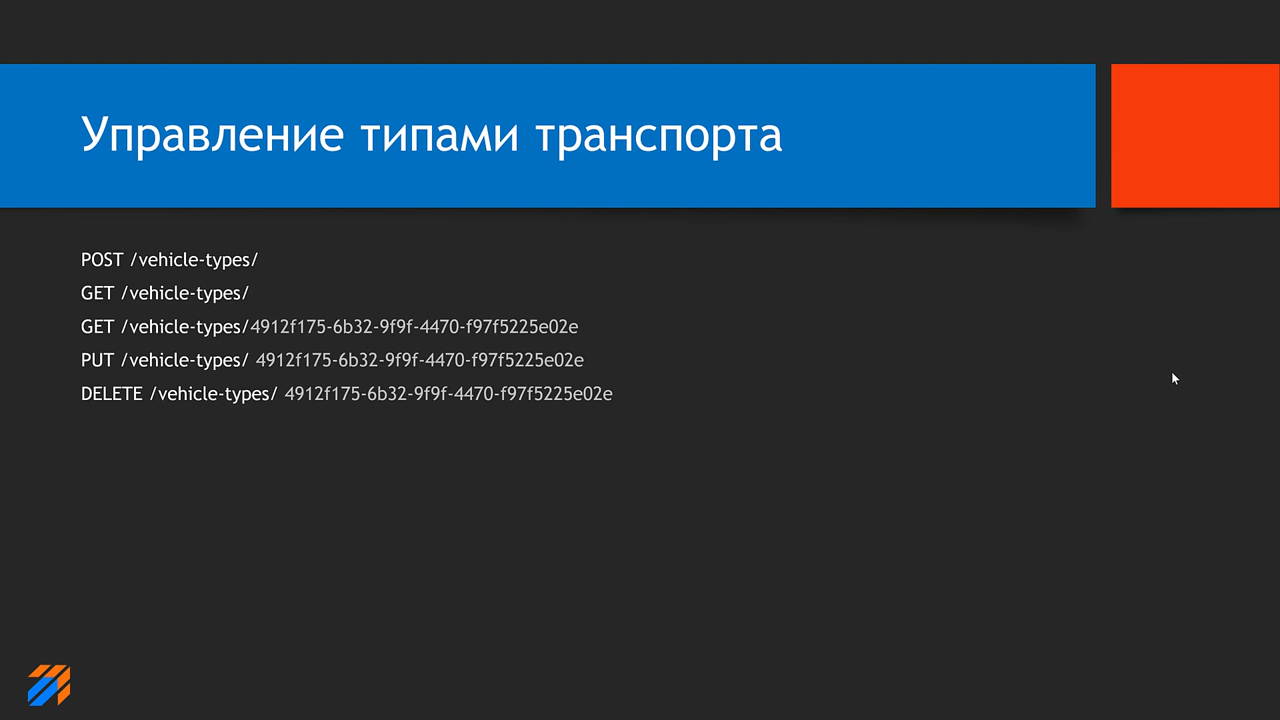 Управление типами транспорта
POST /vehicle-types/
GET /vehicle-types/
GET /vehicle-types/4912f175-6b32-9f9f-4470-f97f5225e02e
PUT /vehicle-types/ 4912f175-6b32-9f9f-4470-f97f5225e02e
DELETE /vehicle-types/ 4912f175-6b32-9f9f-4470-f97f5225e02e